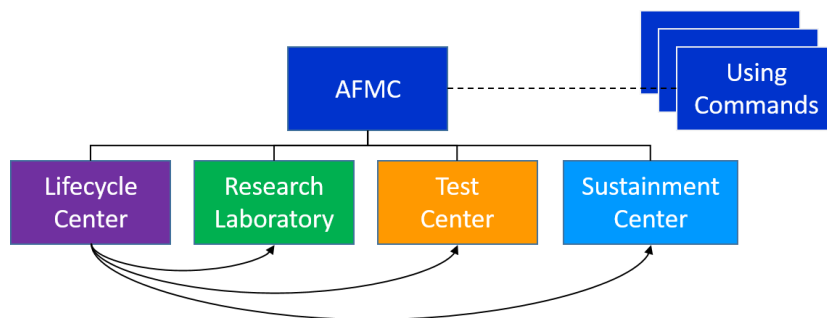 AFMC
Using
Commands
Lifecycle
Center
Research
Laboratory
Test
Center
Sustainment
Center